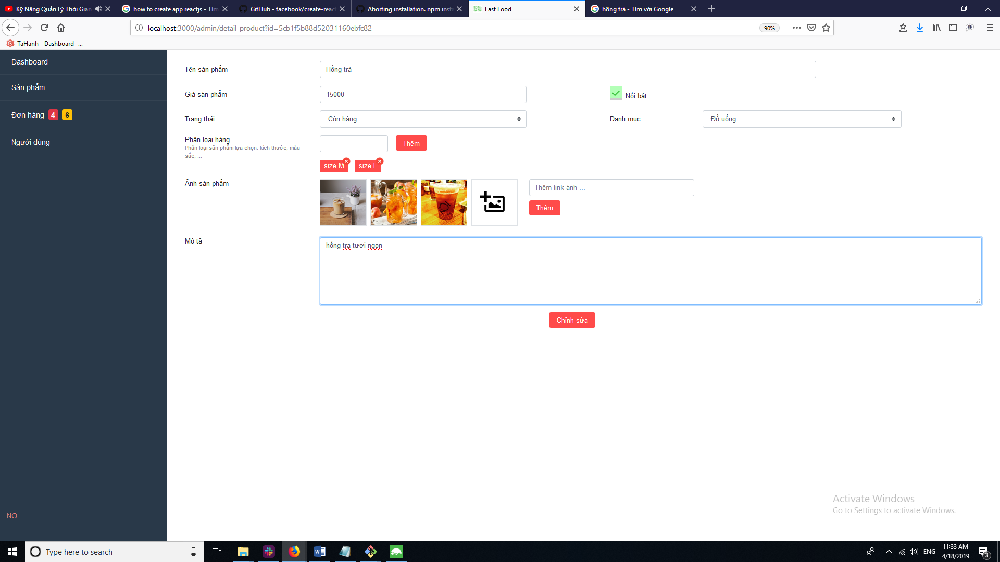 Kỹ Năng Quản Lý Thời Gian
how to create app reactjs - Tìm
GitHub - facebook/create-reac
Aborting installation. npm insta
Fast Food
hồng trà - Tìm với Google
localhost:3000/admin/detail-product?id=5cb1f5b88d52031160ebfc82
90%
TaHanh - Dashboard -...
Dashboard
Sản phẩm
Đơn hàng 4 6
Người dùng
NO
Tên sản phẩm
Hồng trà
Giá sản phẩm
15000
Nổi bật
Trạng thái
Còn hàng
Danh mục
Đồ uống
Phân loại hàng
Phân loại sản phẩm lựa chọn: kích thước, màu
sắc, ...
Thêm
size M
size L
Ảnh sản phẩm
Thêm link ảnh ...
Thêm
Mô tả
hồng trạ tươi ngọn
Chỉnh sửa
Activate Windows
Go to Settings to activate Windows.
Type here to search
ENG
11:33 AM
4/18/2019
3